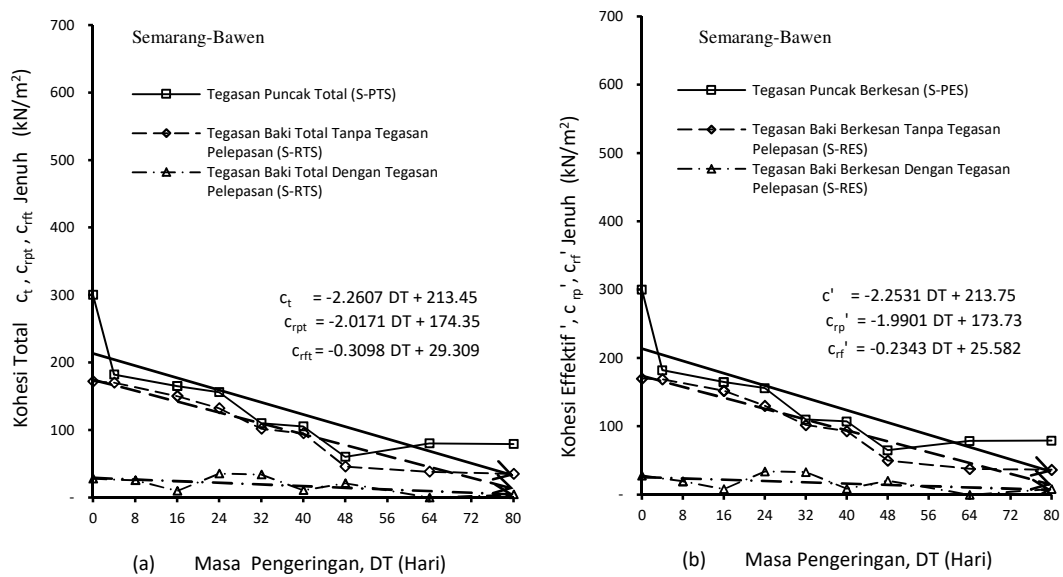 Semarang-Bawen
Tegasan Puncak Total (S-PTS)
Tegasan Baki Total Tanpa Tegasan
Pelepasan (S-RTS)
Tegasan Baki Total Dengan Tegasan
Pelepasan (S-RTS)
Kohesi Total c_t , c_rpt , c_rft Jenuh (kN/m²)
700
600
500
400
300
200
100
-
c_t = -2.2607 DT + 213.45
c_rpt = -2.0171 DT + 174.35
c_rft = -0.3098 DT + 29.309
0 8 16 24 32 40 48 56 64 72 80
(a) Masa Pengeringan, DT (Hari)
Semarang-Bawen
Tegasan Puncak Berkesan (S-PES)
Tegasan Baki Berkesan Tanpa Tegasan
Pelepasan (S-RES)
Tegasan Baki Berkesan Dengan Tegasan
Pelepasan (S-RES)
Kohesi Effektif ', c_rp', c_rf' Jenuh (kN/m²)
700
600
500
400
300
200
100
-
c' = -2.2531 DT + 213.75
c_rp' = -1.9901 DT + 173.73
c_rf' = -0.2343 DT + 25.582
0 8 16 24 32 40 48 56 64 72 80
(b) Masa Pengeringan, DT (Hari)